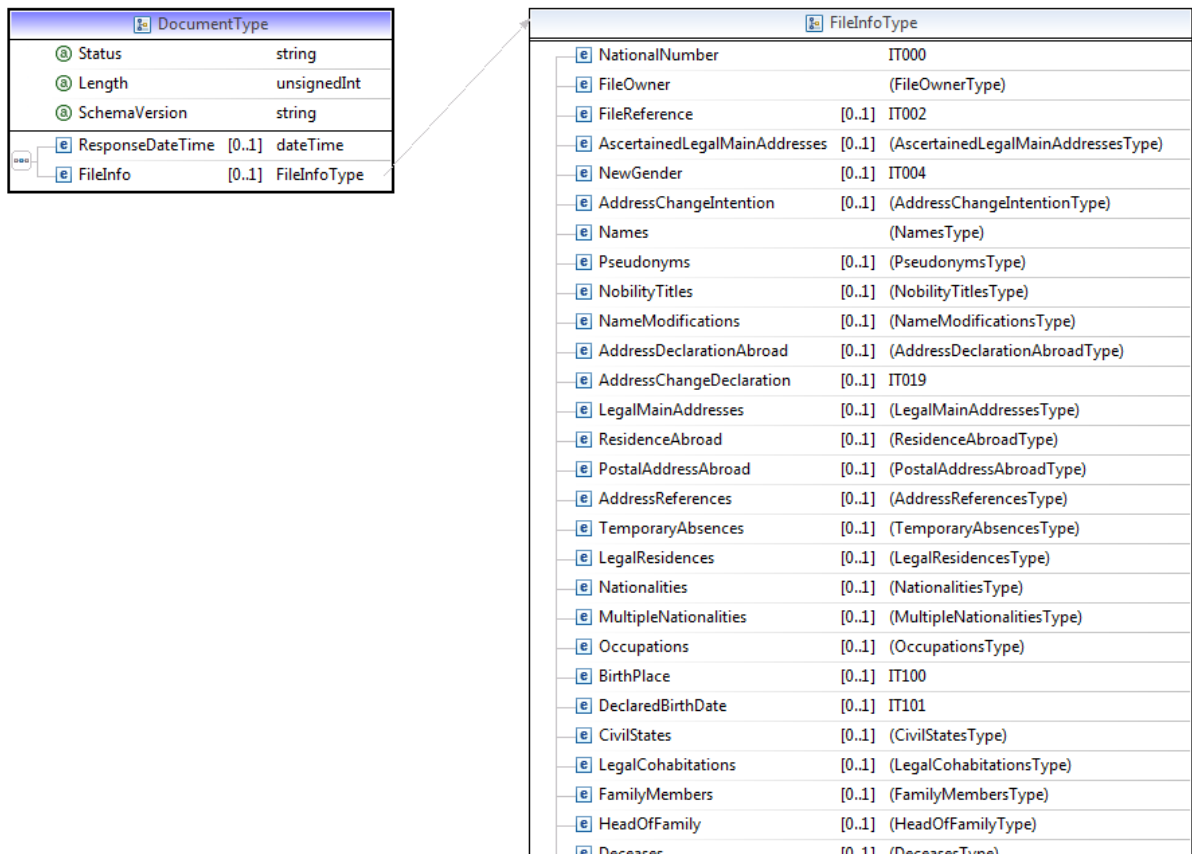 DocumentType
a Status string
a Length unsignedInt
a SchemaVersion string
e ResponseDateTime [0..1] dateTime
e FileInfo [0..1] FileInfoType
FileInfoType
e NationalNumber IT000
e FileOwner (FileOwnerType)
e FileReference [0..1] IT002
e AscertainedLegalMainAddresses [0..1] (AscertainedLegalMainAddressesType)
e NewGender [0..1] IT004
e AddressChangeIntention [0..1] (AddressChangeIntentionType)
e Names (NamesType)
e Pseudonyms [0..1] (PseudonymsType)
e NobilityTitles [0..1] (NobilityTitlesType)
e NameModifications [0..1] (NameModificationsType)
e AddressDeclarationAbroad [0..1] (AddressDeclarationAbroadType)
e AddressChangeDeclaration [0..1] IT019
e LegalMainAddresses [0..1] (LegalMainAddressesType)
e ResidenceAbroad [0..1] (ResidenceAbroadType)
e PostalAddressAbroad [0..1] (PostalAddressAbroadType)
e AddressReferences [0..1] (AddressReferencesType)
e TemporaryAbsences [0..1] (TemporaryAbsencesType)
e LegalResidences [0..1] (LegalResidencesType)
e Nationalities [0..1] (NationalitiesType)
e MultipleNationalities [0..1] (MultipleNationalitiesType)
e Occupations [0..1] (OccupationsType)
e BirthPlace [0..1] IT100
e DeclaredBirthDate [0..1] IT101
e CivilStates [0..1] (CivilStatesType)
e LegalCohabitations [0..1] (LegalCohabitationsType)
e FamilyMembers [0..1] (FamilyMembersType)
e HeadOfFamily [0..1] (HeadOfFamilyType)
e Deceases [0..1] (DeceasesType)